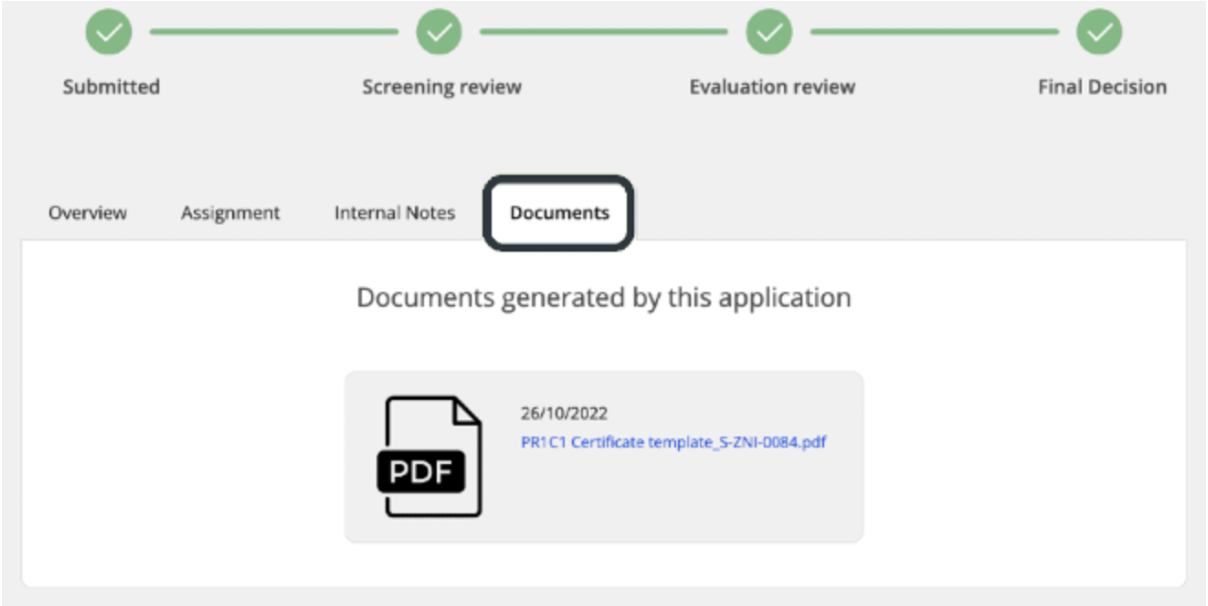 Submitted Screening review Evaluation review Final Decision
Overview Assignment Internal Notes Documents
Documents generated by this application
26/10/2022
PR1C1 Certificate template_S-ZNI-0084.pdf
PDF